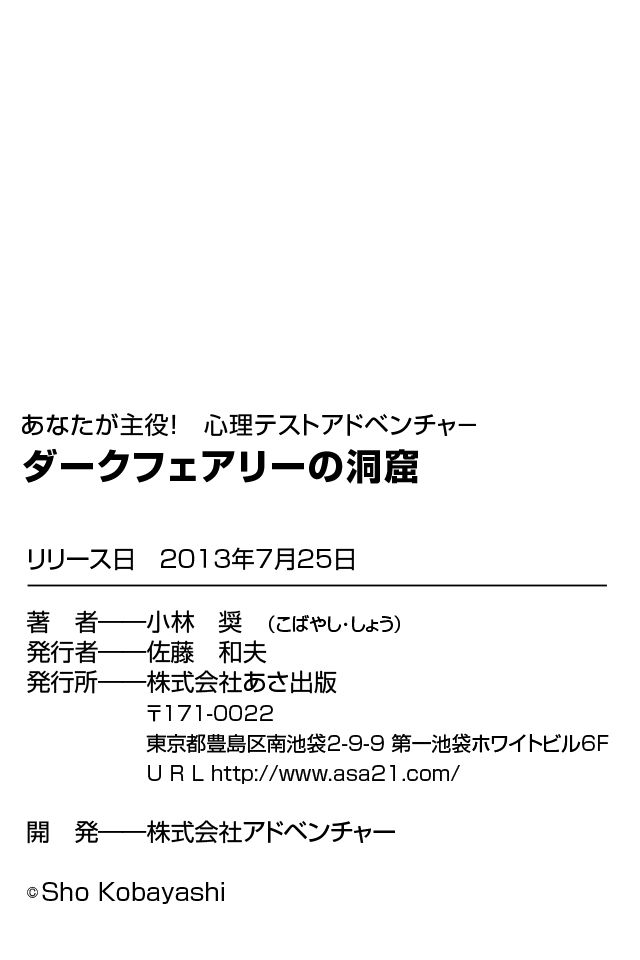 あなたが主役！　心理テストアドベンチャー
ダークフェアリーの洞窟
リリース日　2013年7月25日
著　者――小林　奨　（こばやし・しょう）
発行者――佐藤　和夫
発行所――株式会社あさ出版
〒171-0022
東京都豊島区南池袋2-9-9 第一池袋ホワイトビル6F
U R L http://www.asa21.com/
開　発――株式会社アドベンチャー
©Sho Kobayashi